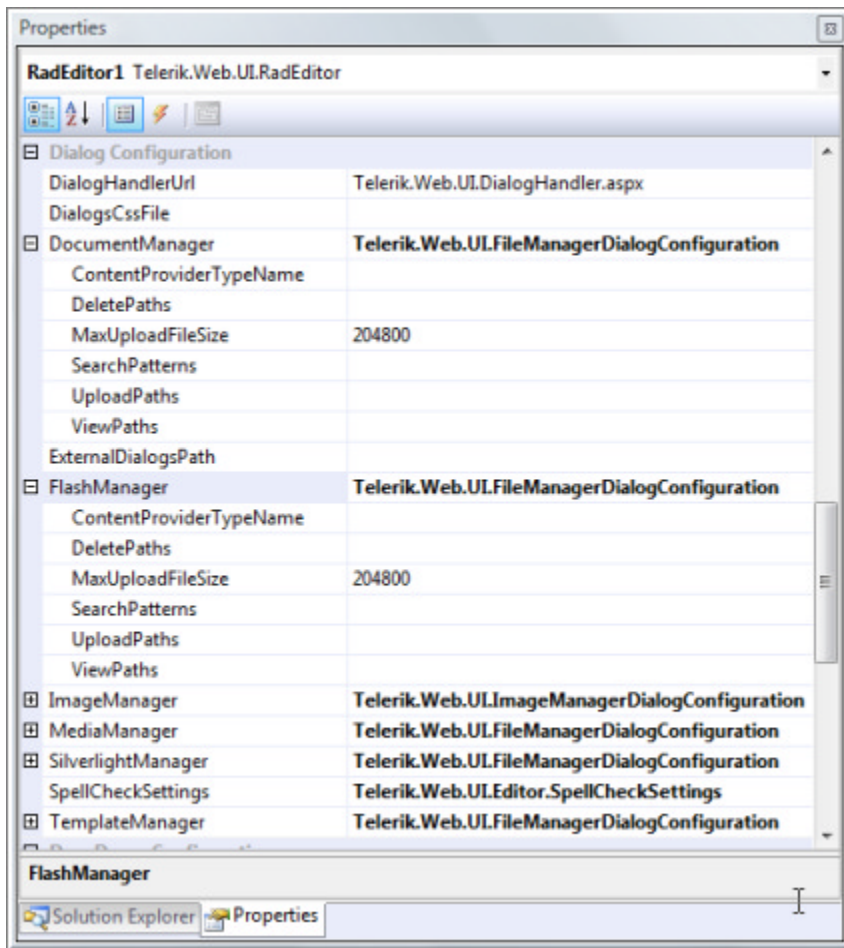 Properties
RadEditor1 Telerik.Web.UI.RadEditor
Dialog Configuration
DialogHandlerUrl Telerik.Web.UI.DialogHandler.aspx
DialogsCssFile
DocumentManager Telerik.Web.UI.FileManagerDialogConfiguration
ContentProviderTypeName
DeletePaths
MaxUploadFileSize 204800
SearchPatterns
UploadPaths
ViewPaths
ExternalDialogsPath
FlashManager Telerik.Web.UI.FileManagerDialogConfiguration
ContentProviderTypeName
DeletePaths
MaxUploadFileSize 204800
SearchPatterns
UploadPaths
ViewPaths
ImageManager Telerik.Web.UI.ImageManagerDialogConfiguration
MediaManager Telerik.Web.UI.FileManagerDialogConfiguration
SilverlightManager Telerik.Web.UI.FileManagerDialogConfiguration
SpellCheckSettings Telerik.Web.UI.Editor.SpellCheckSettings
TemplateManager Telerik.Web.UI.FileManagerDialogConfiguration
FlashManager
Solution Explorer Properties